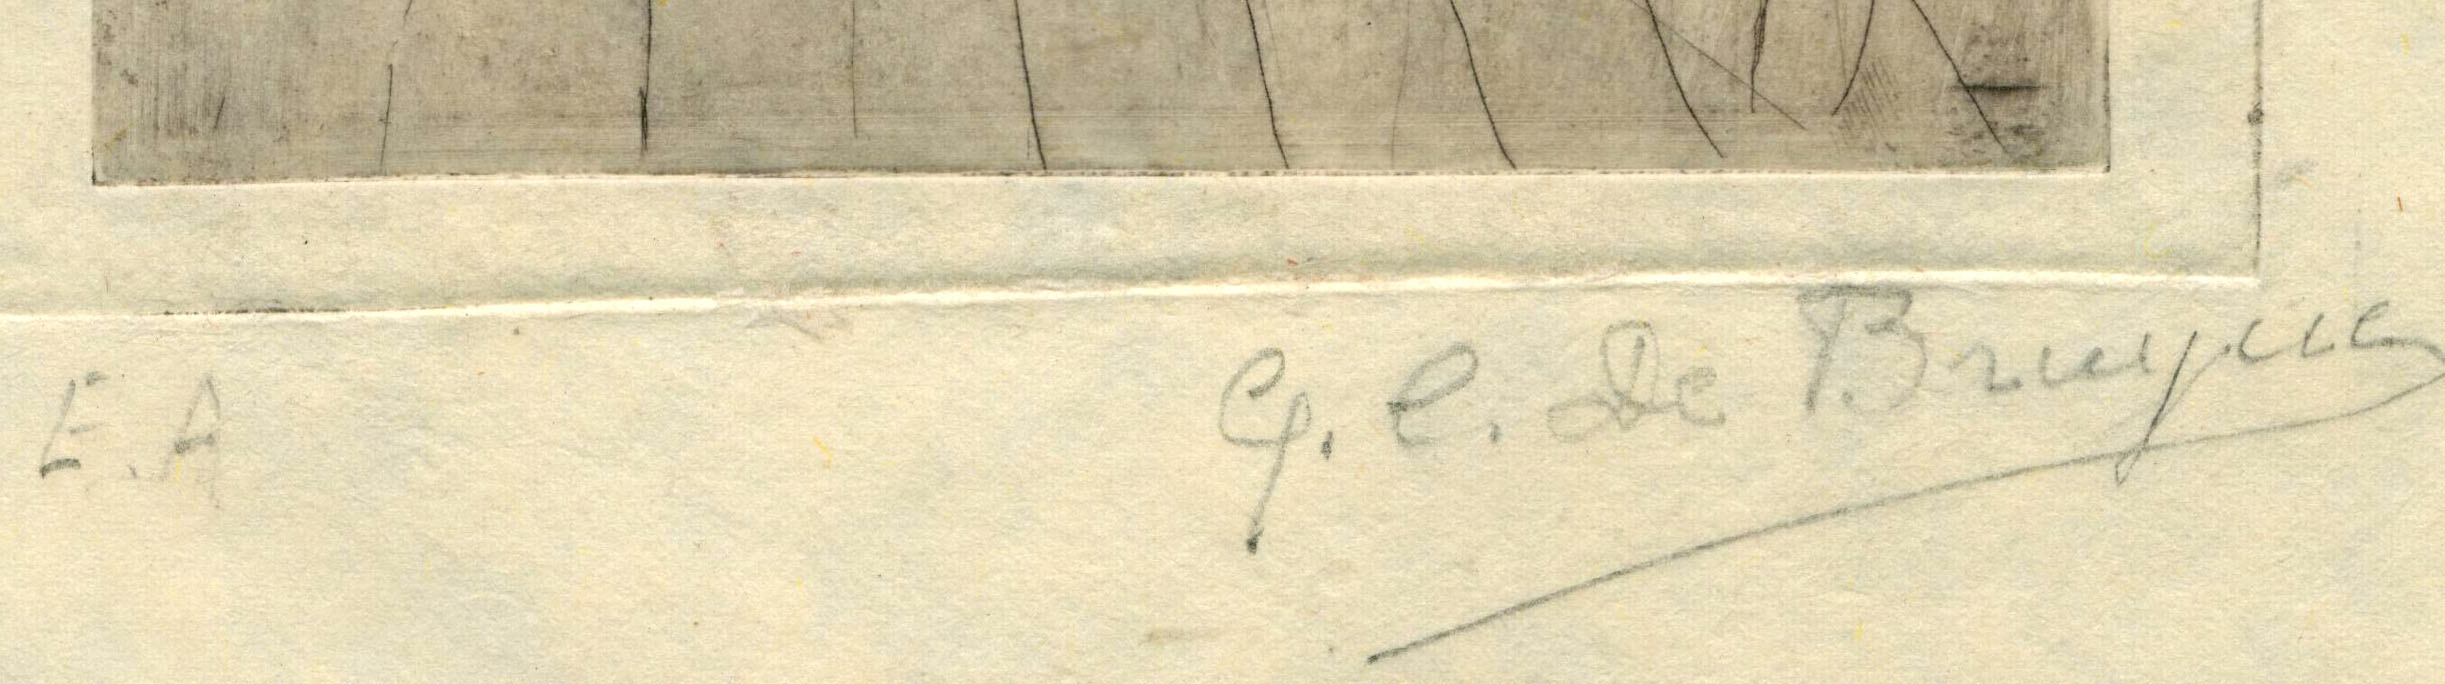 E.A
G. C. De Bruyne